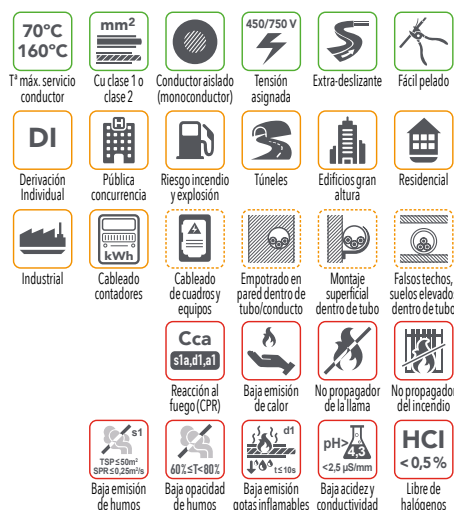 70°C
160°C
mm²
450/750 V
Tª máx. servicio
conductor
Cu clase 1 o
clase 2
Conductor aislado
(monoconductor)
Tensión
asignada
Extra-deslizante
Fácil pelado
DI
H
Derivación
Individual
Pública
concurrencia
Riesgo incendio
y explosión
Túneles
Edificios gran
altura
Residencial
kWh
Industrial
Cableado
contadores
Cableado
de cuadros y
equipos
Empotrado en
pared dentro de
tubo/conducto
Montaje
superficial
dentro de tubo
Falsos techos,
suelos elevado
dentro de tubo
Cca
s1a,d1,a1
Reacción al
fuego (CPR)
Baja emisión
de calor
No propagador
de la llama
No propagador
del incendio
s1
TSP≤50m²
SPR≤0,25m²/s
60%≤T<80%
d1
t≤10s
pH>4,3
<2,5 µS/mm
HCl
< 0,5 %
Baja emisión
de humos
Baja opacidad
de humos
Baja emisión
gotas inflamables
Baja acidez y
conductividad
Libre de
halógenos